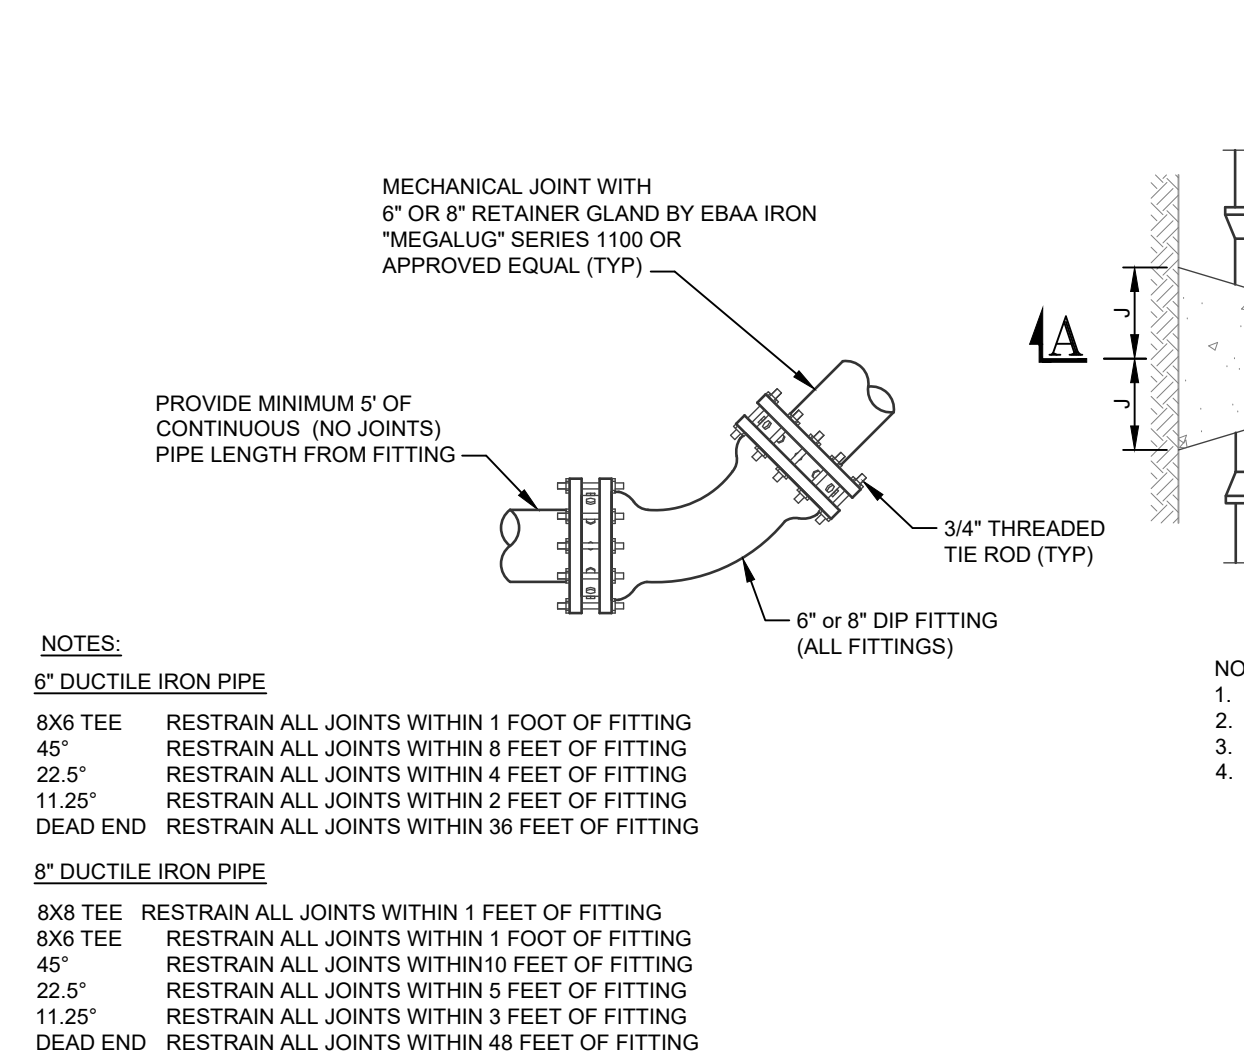 MECHANICAL JOINT WITH
6" OR 8" RETAINER GLAND BY EBAA IRON
"MEGALUG" SERIES 1100 OR
APPROVED EQUAL (TYP)
PROVIDE MINIMUM 5' OF
CONTINUOUS (NO JOINTS)
PIPE LENGTH FROM FITTING
3/4" THREADED
TIE ROD (TYP)
6" or 8" DIP FITTING
(ALL FITTINGS)
J
A
J
NOTES:
6" DUCTILE IRON PIPE
8X6 TEE RESTRAIN ALL JOINTS WITHIN 1 FOOT OF FITTING
45° RESTRAIN ALL JOINTS WITHIN 8 FEET OF FITTING
22.5° RESTRAIN ALL JOINTS WITHIN 4 FEET OF FITTING
11.25° RESTRAIN ALL JOINTS WITHIN 2 FEET OF FITTING
DEAD END RESTRAIN ALL JOINTS WITHIN 36 FEET OF FITTING
8" DUCTILE IRON PIPE
8X8 TEE RESTRAIN ALL JOINTS WITHIN 1 FEET OF FITTING
8X6 TEE RESTRAIN ALL JOINTS WITHIN 1 FOOT OF FITTING
45° RESTRAIN ALL JOINTS WITHIN10 FEET OF FITTING
22.5° RESTRAIN ALL JOINTS WITHIN 5 FEET OF FITTING
11.25° RESTRAIN ALL JOINTS WITHIN 3 FEET OF FITTING
DEAD END RESTRAIN ALL JOINTS WITHIN 48 FEET OF FITTING
NO
1.
2.
3.
4.